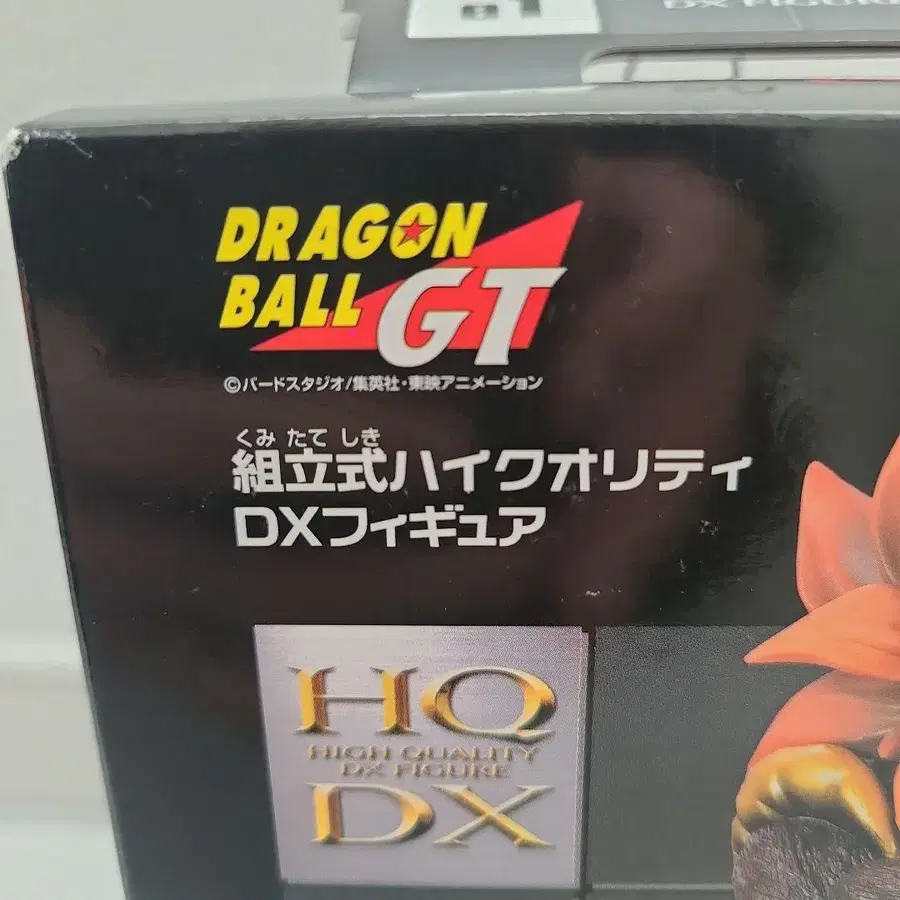 DX FIGURE
DRAGON
BALL GT
©バードスタジオ/集英社・東映アニメーション
くみ たて しき
組立式ハイクオリティ
DXフィギュア
HQ
HIGH QUALITY
DX FIGURE
DX